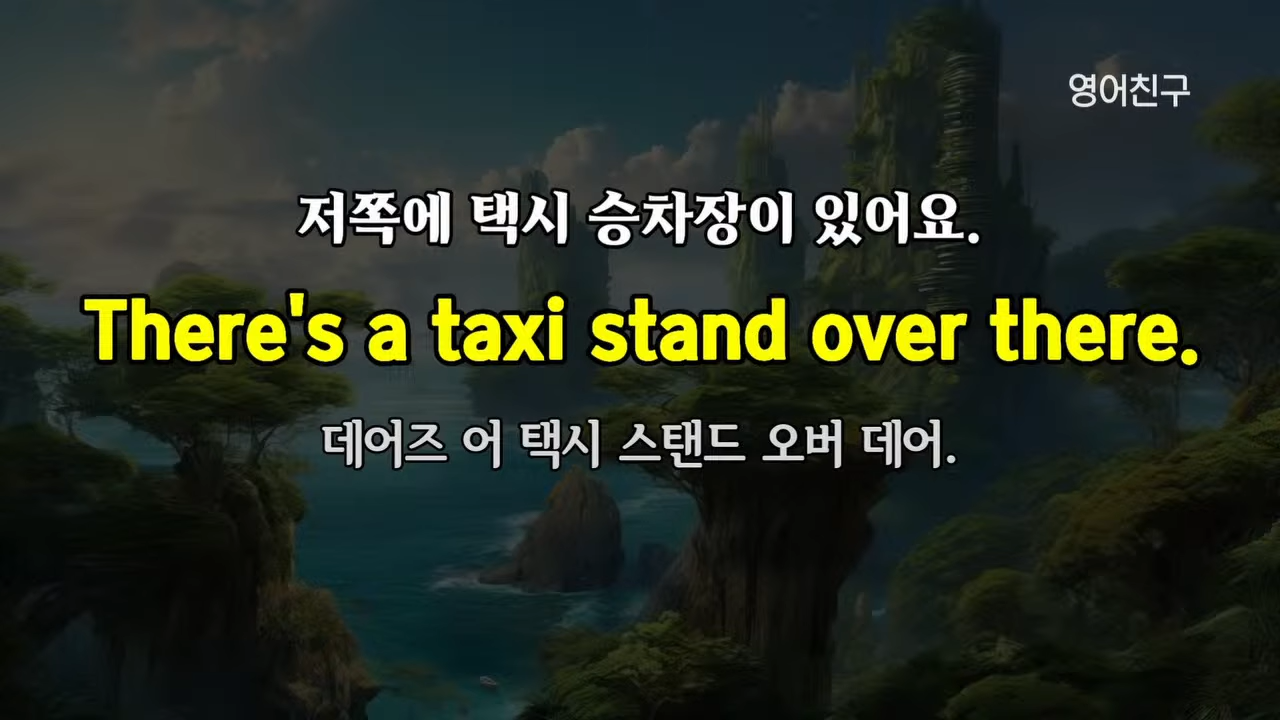 영어친구
저쪽에 택시 승차장이 있어요.
There's a taxi stand over there.
데어즈 어 택시 스탠드 오버 데어.